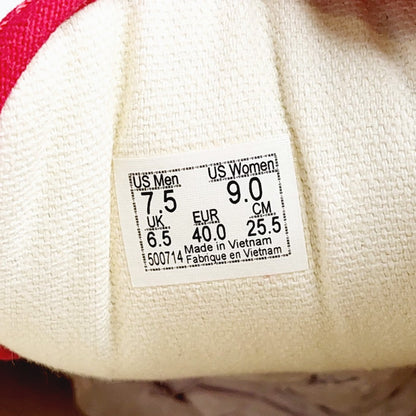 US Men US Women
7.5 9.0
UK EUR CM
6.5 40.0 25.5
500714 Made in Vietnam
Fabrique en Vietnam